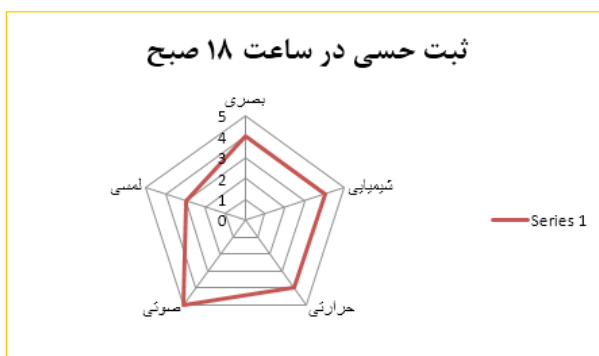 ثبت حسی در ساعت ۱۸ صبح
بصری
5
4
3
2
1
0
شیمیایی
حرارتی
صوتی
لمسی
Series 1